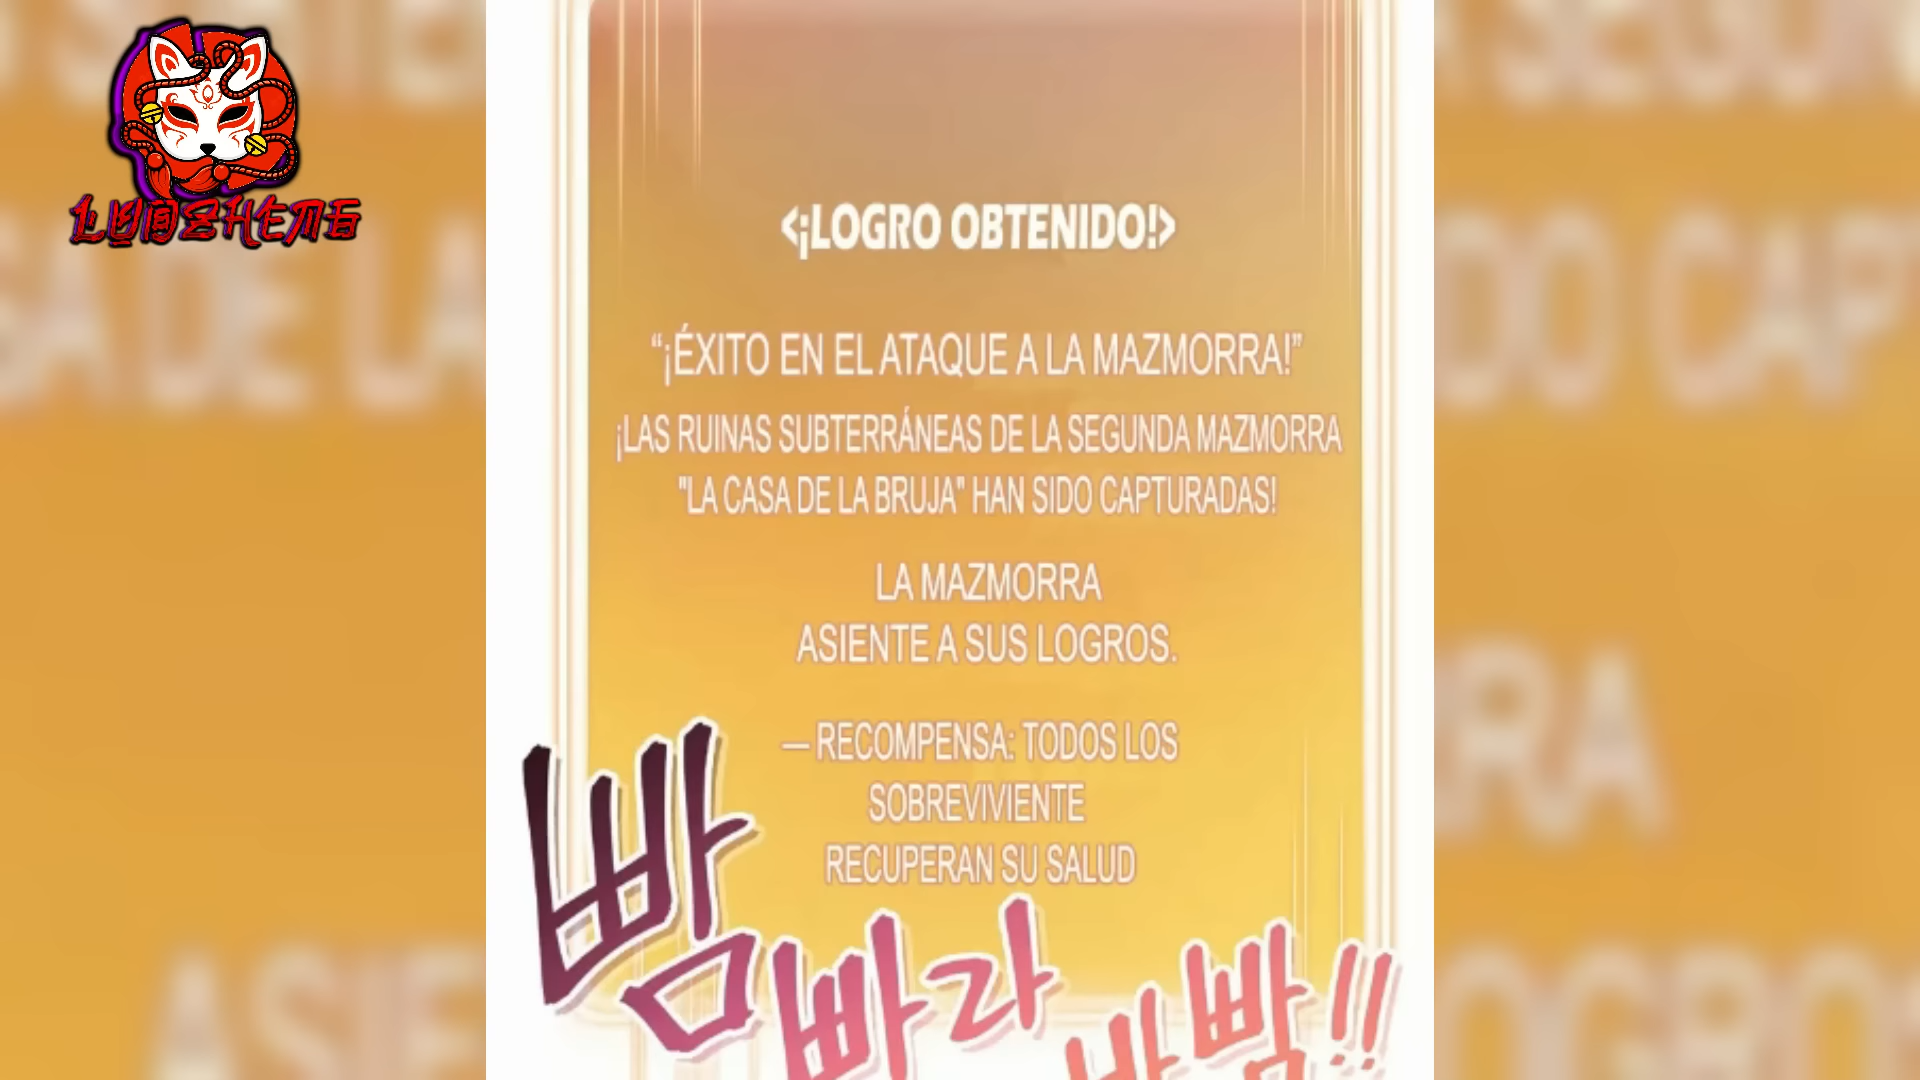 LUOZHENG
<¡LOGRO OBTENIDO!>
“¡ÉXITO EN EL ATAQUE A LA MAZMORRA!”
¡LAS RUINAS SUBTERRÁNEAS DE LA SEGUNDA MAZMORRA
"LA CASA DE LA BRUJA" HAN SIDO CAPTURADAS!
LA MAZMORRA
ASIENTE A SUS LOGROS.
— RECOMPENSA: TODOS LOS
SOBREVIVIENTE
RECUPERAN SU SALUD
빰빠라바빰!!